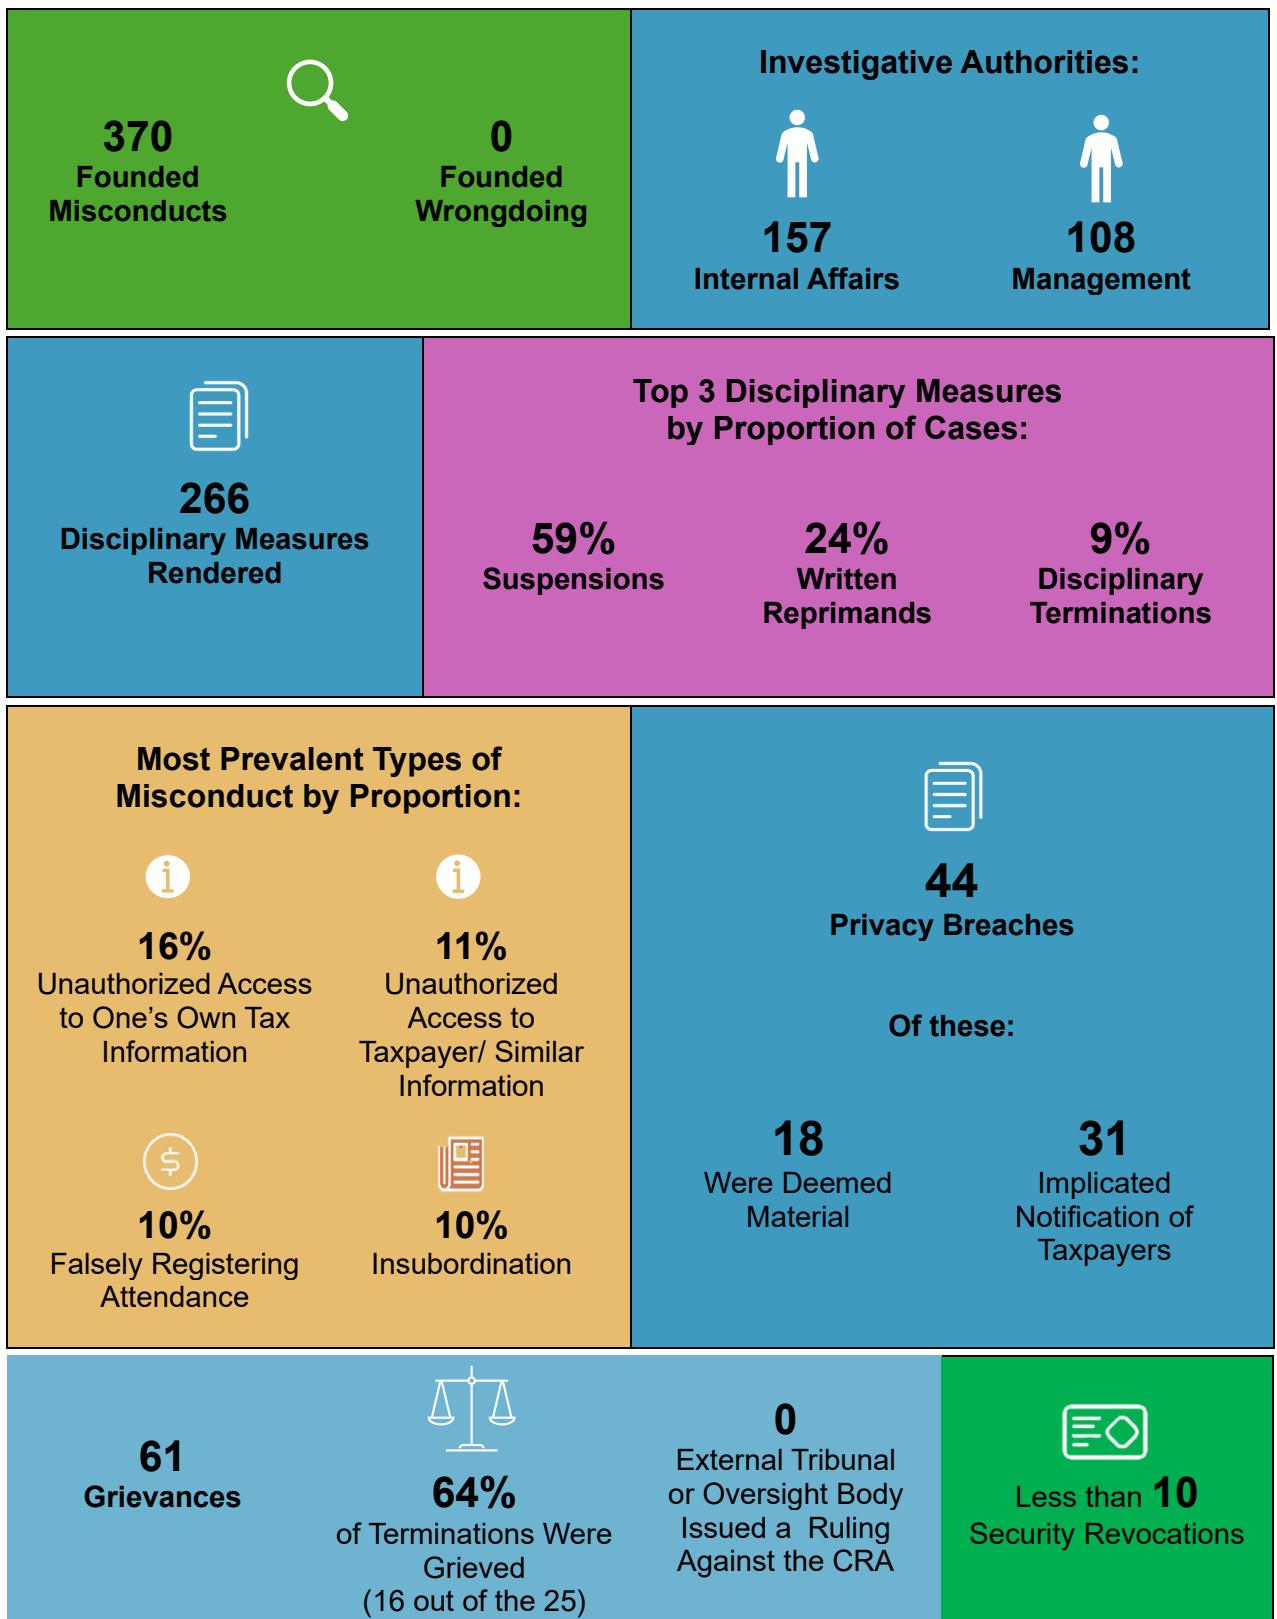 370
Founded
Misconducts
0
Founded
Wrongdoing
Investigative Authorities:
157
Internal Affairs
108
Management
266
Disciplinary Measures
Rendered
Top 3 Disciplinary Measures
by Proportion of Cases:
59%
Suspensions
24%
Written
Reprimands
9%
Disciplinary
Terminations
Most Prevalent Types of
Misconduct by Proportion:
16%
Unauthorized Access
to One’s Own Tax
Information
11%
Unauthorized
Access to
Taxpayer/ Similar
Information
10%
Falsely Registering
Attendance
10%
Insubordination
44
Privacy Breaches
Of these:
18
Were Deemed
Material
31
Implicated
Notification of
Taxpayers
61
Grievances
64%
of Terminations Were
Grieved
(16 out of the 25)
0
External Tribunal
or Oversight Body
Issued a Ruling
Against the CRA
Less than 10
Security Revocations